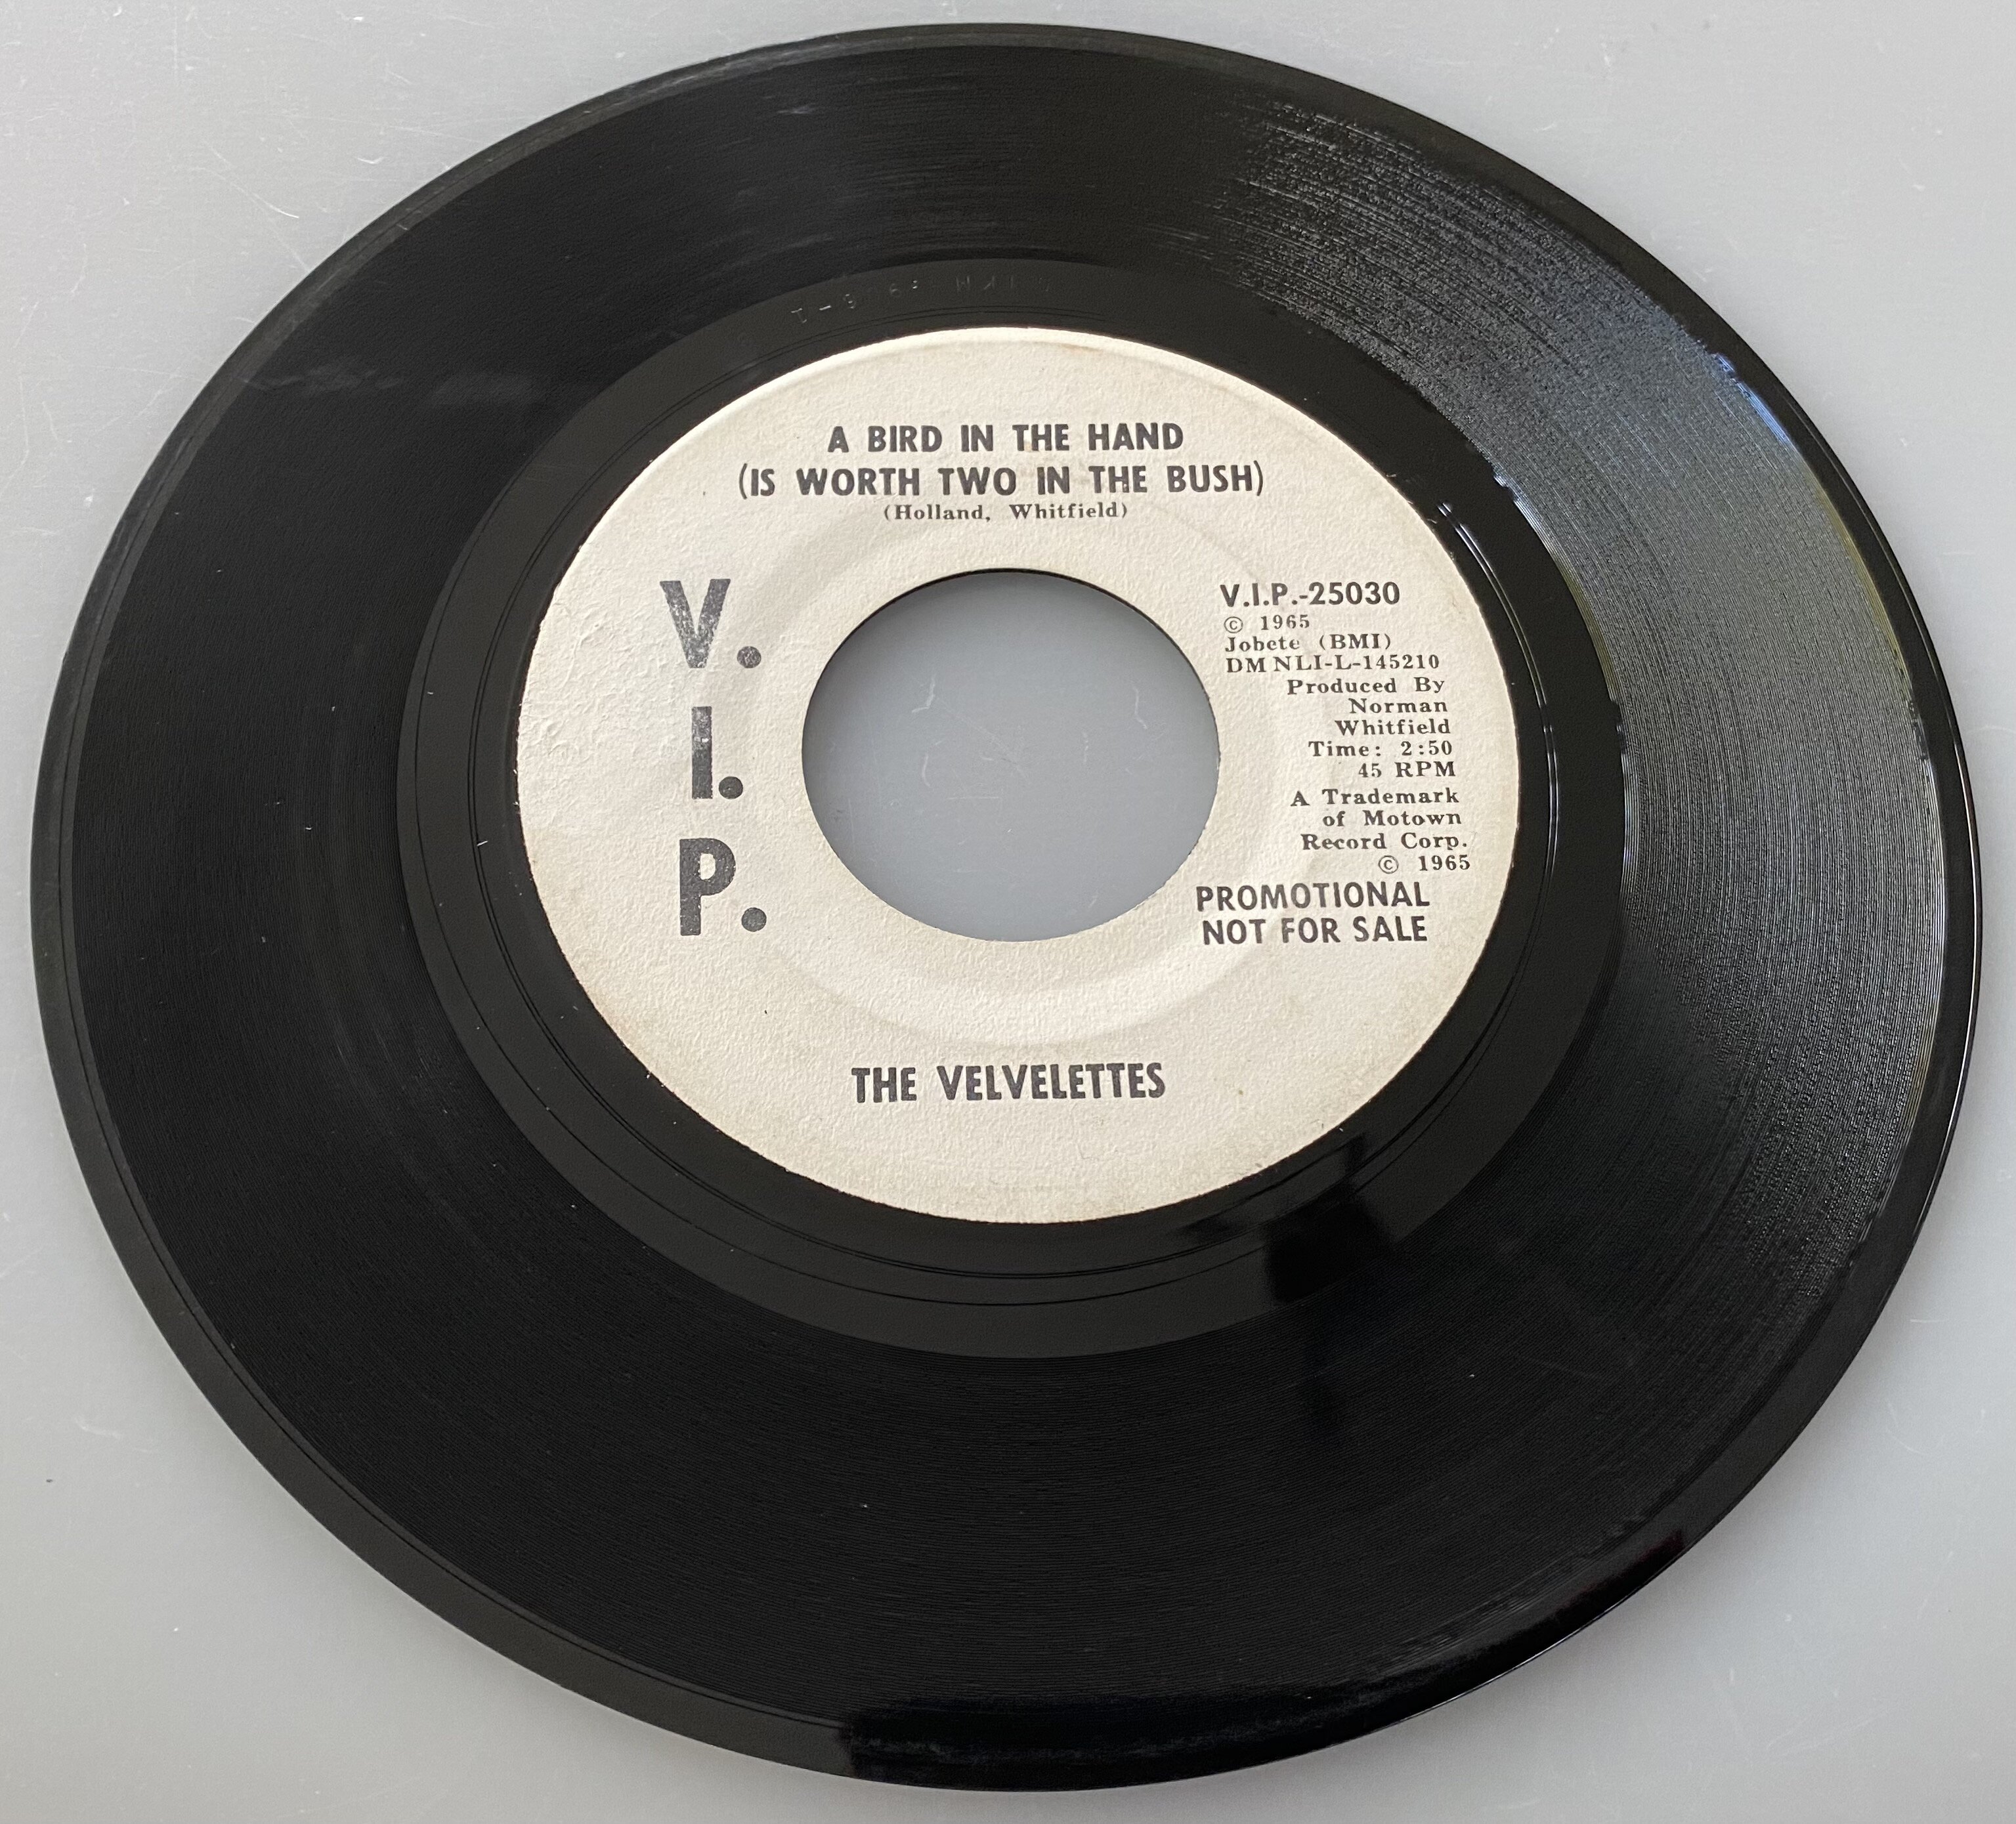 A BIRD IN THE HAND
(IS WORTH TWO IN THE BUSH)
(Holland, Whitfield)
V.
I.
P.
V.I.P.-25030
© 1965
Jobete (BMI)
DM NLI-L-145210
Produced By
Norman
Whitfield
Time: 2:50
45 RPM
A Trademark
of Motown
Record Corp.
© 1965
PROMOTIONAL
NOT FOR SALE
THE VELVELETTES